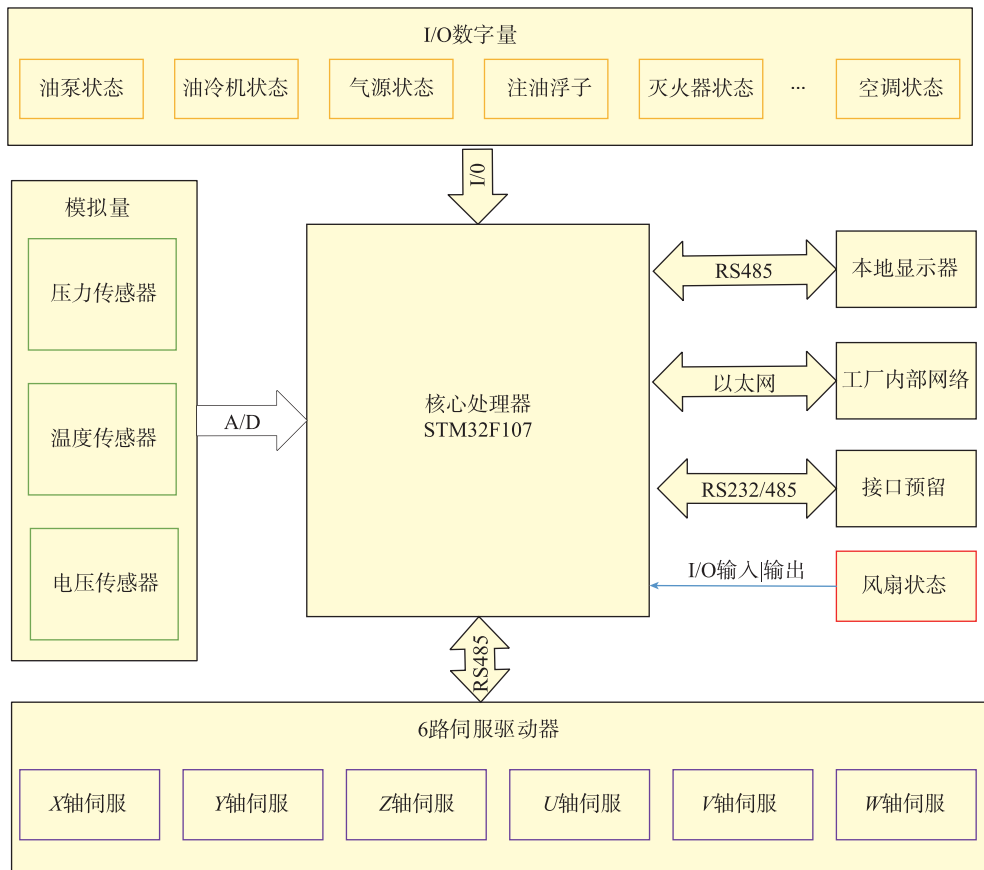 I/O数字量
油泵状态
油冷机状态
气源状态
注油浮子
灭火器状态
...
空调状态
I/0
模拟量
压力传感器
温度传感器
电压传感器
A/D
核心处理器
STM32F107
RS485
本地显示器
以太网
工厂内部网络
RS232/485
接口预留
I/O输入|输出
风扇状态
RS485
6路伺服驱动器
X轴伺服
Y轴伺服
Z轴伺服
U轴伺服
V轴伺服
W轴伺服